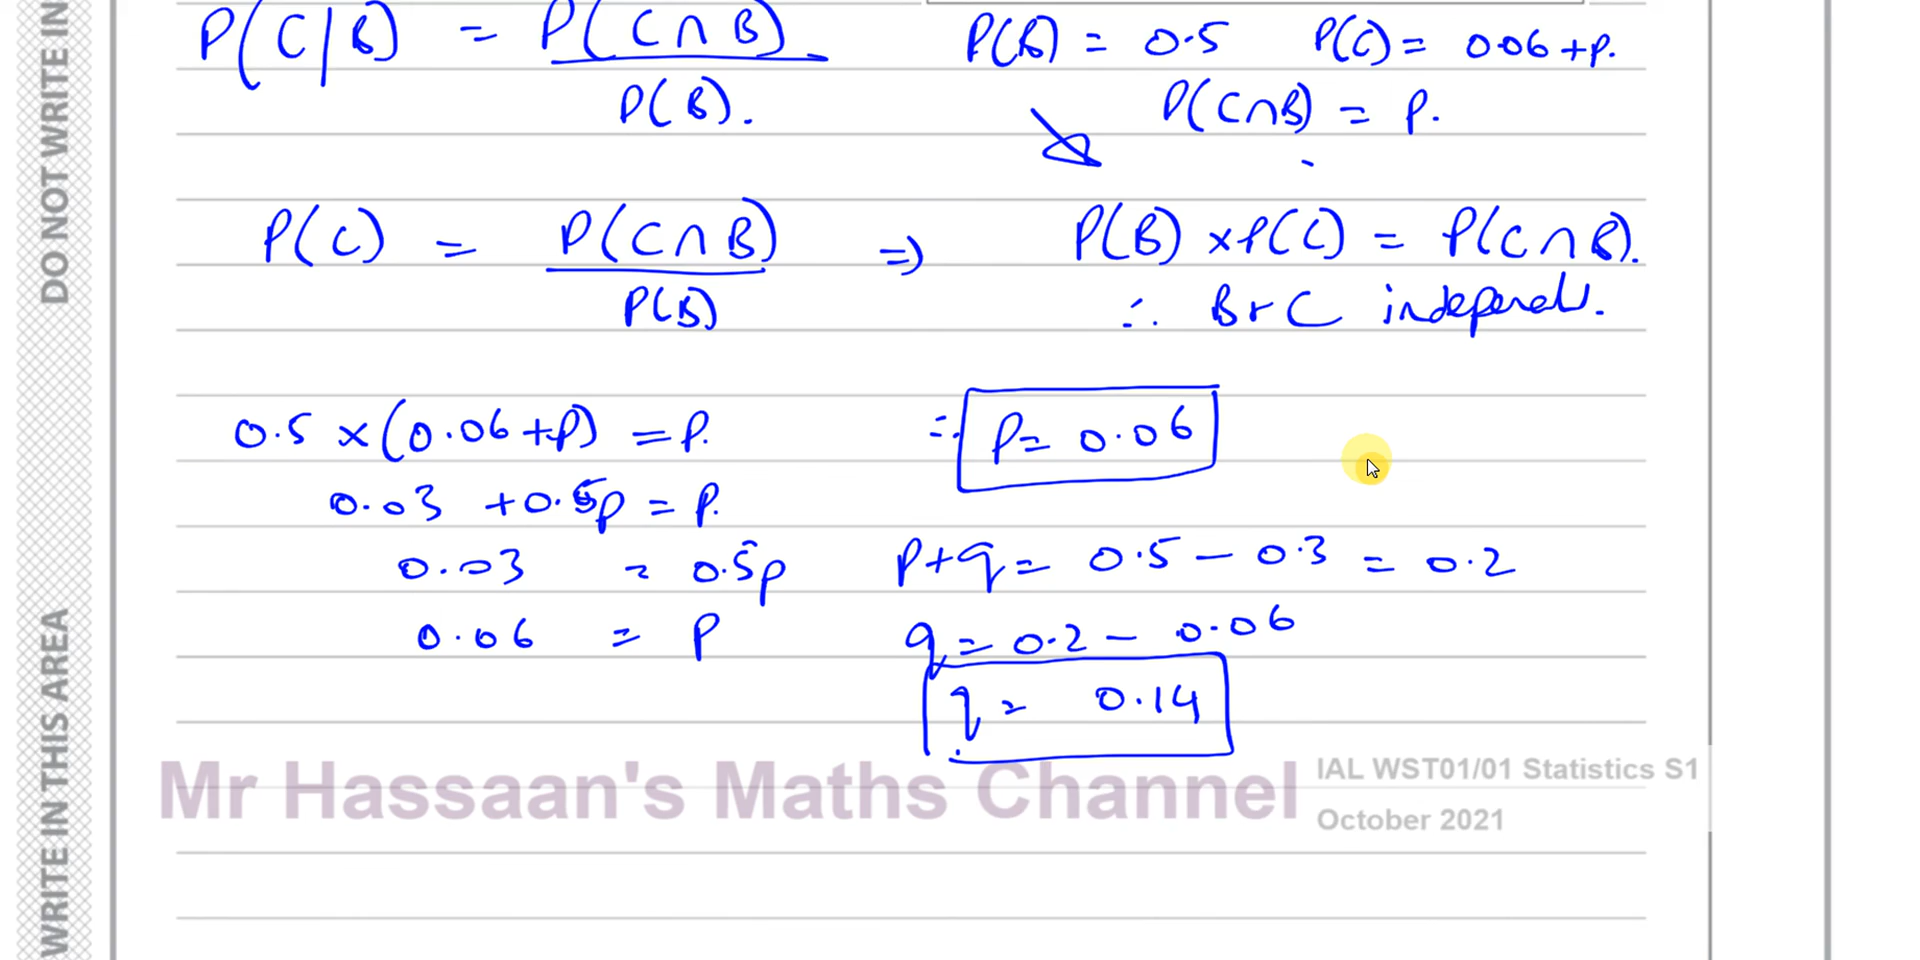 P(C|B) = P(C∩B) / P(B).
P(B) = 0.5 P(C) = 0.06 + p.
P(C∩B) = p.
P(C) = P(C∩B) / P(B) ⇒ P(B) × P(C) = P(C∩B).
∴ B + C independent.
0.5 × (0.06 + p) = p.
∴ p = 0.06
0.03 + 0.5p = p.
0.03 = 0.5p
p + q = 0.5 − 0.3 = 0.2
0.06 = p
q = 0.2 − 0.06
q = 0.14
Mr Hassaan's Maths Channel
IAL WST01/01 Statistics S1
October 2021
DO NOT WRITE IN
WRITE IN THIS AREA